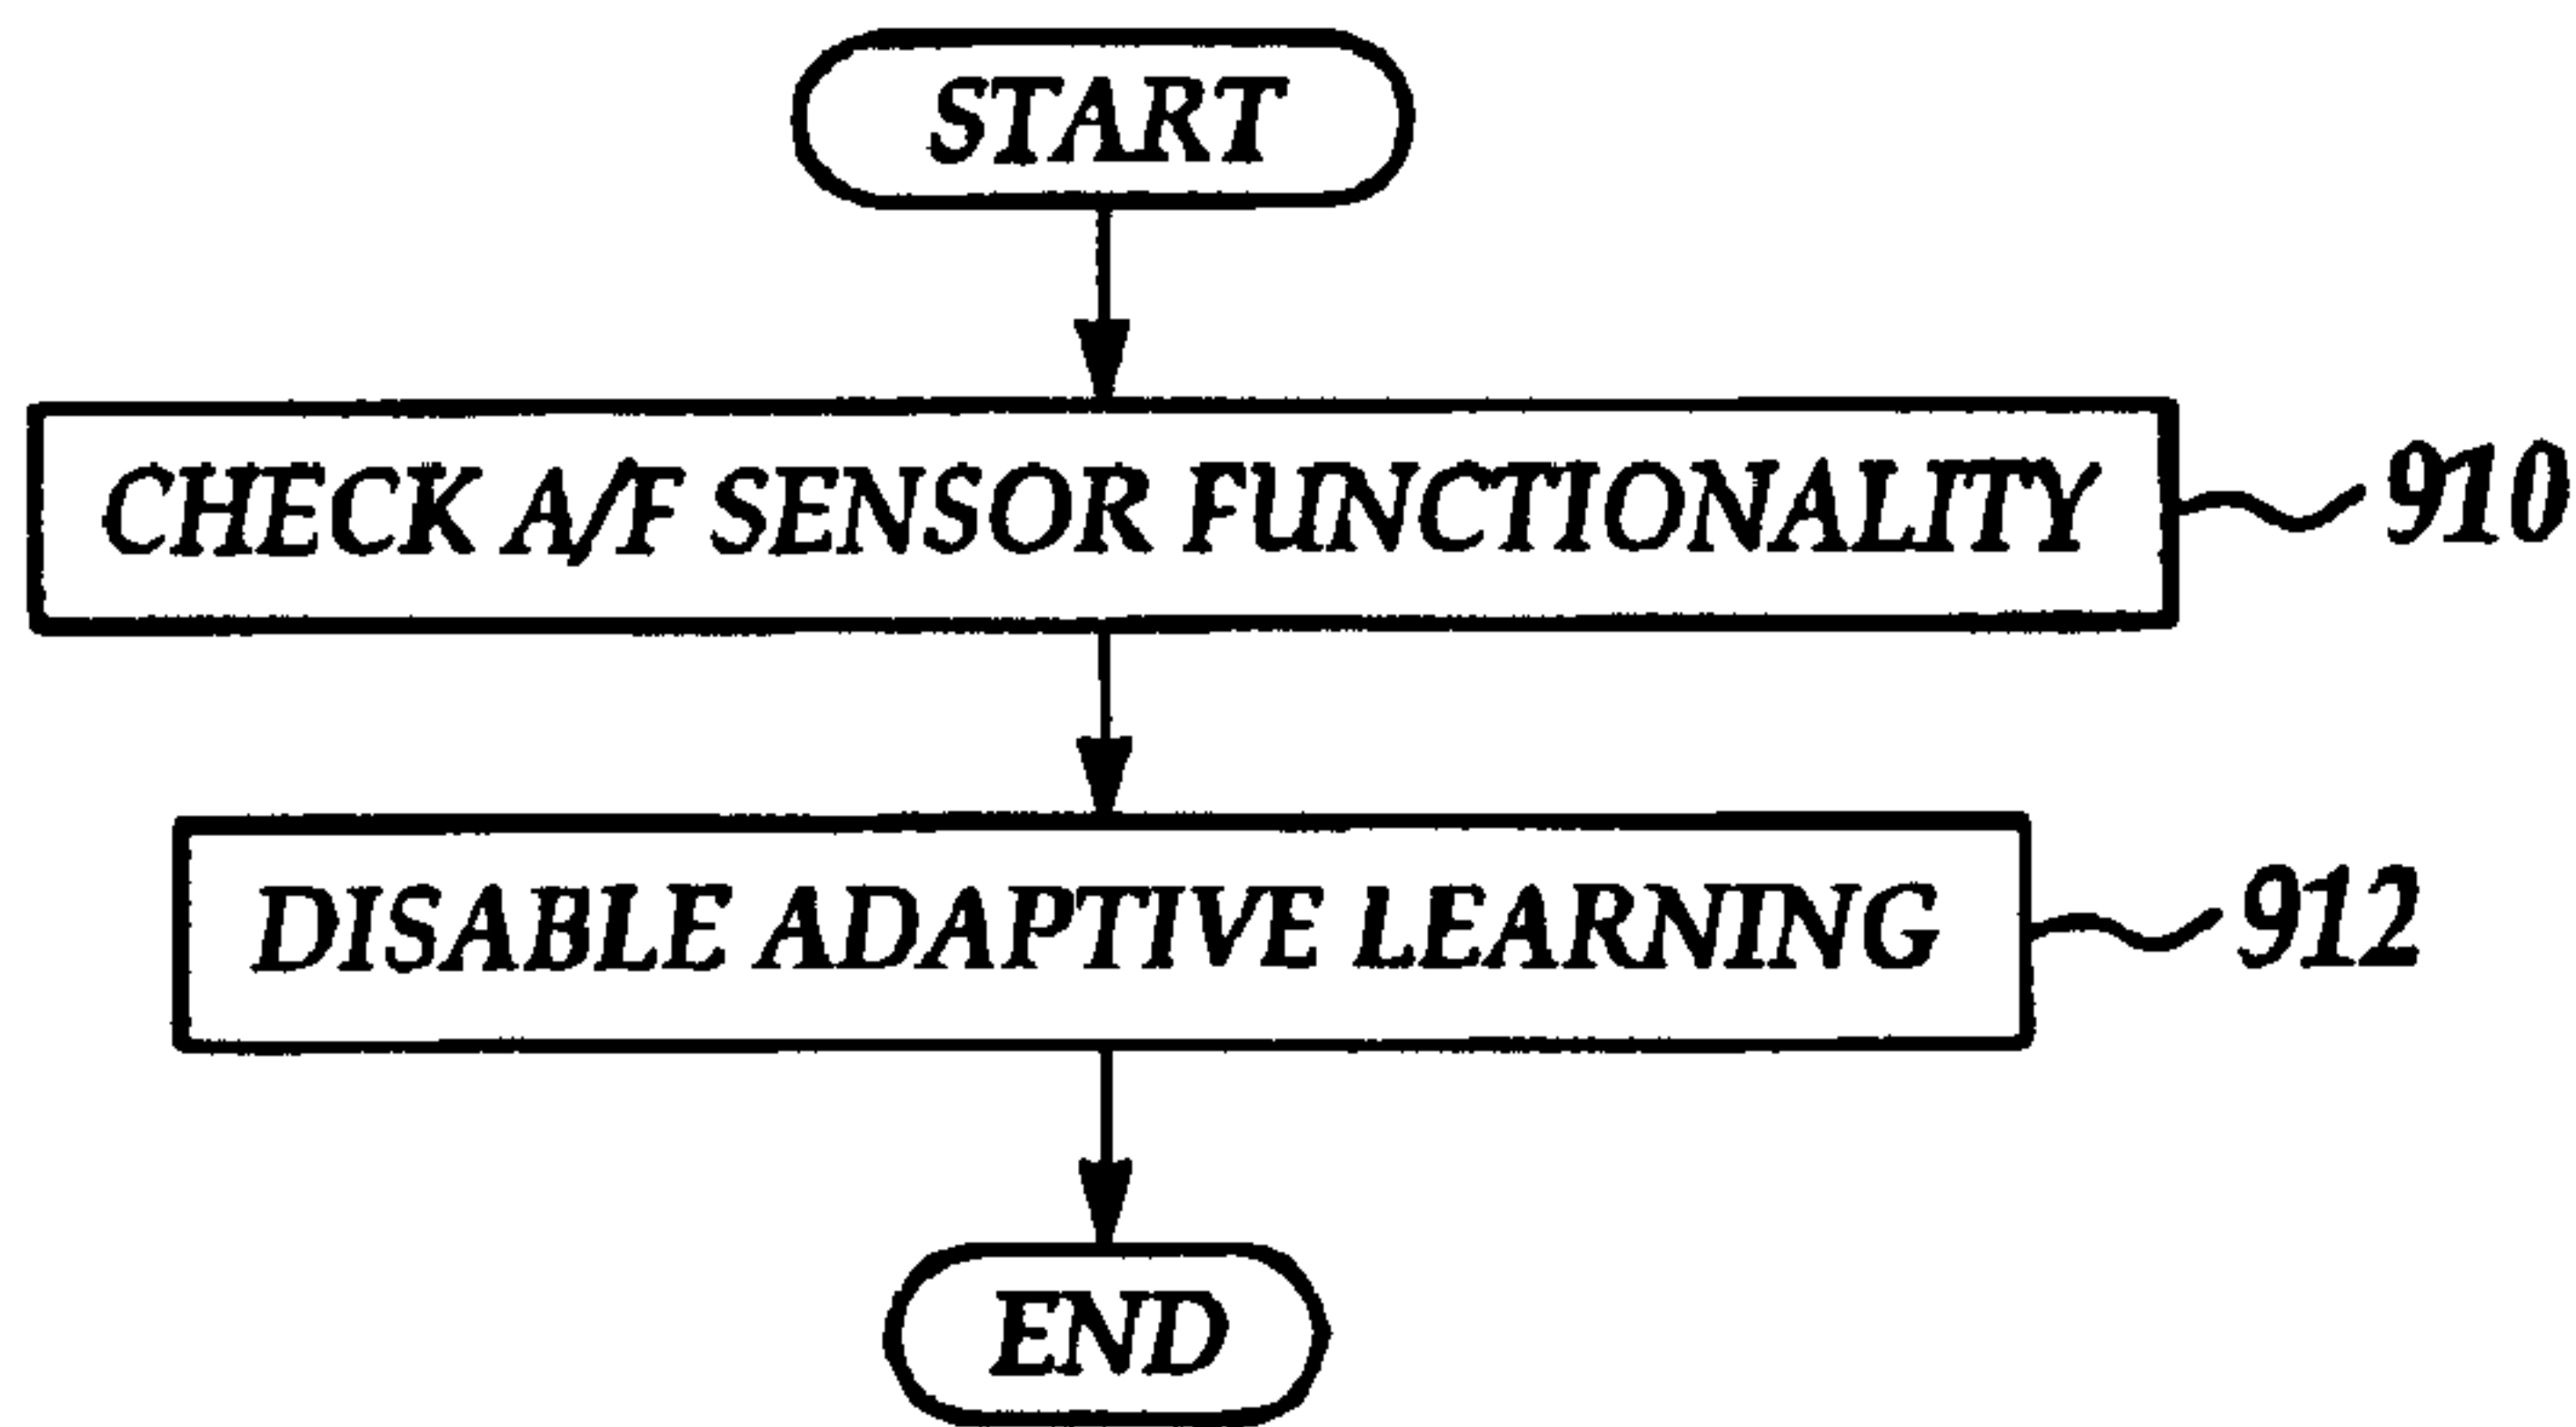 START
CHECK A/F SENSOR FUNCTIONALITY
910
DISABLE ADAPTIVE LEARNING
912
END